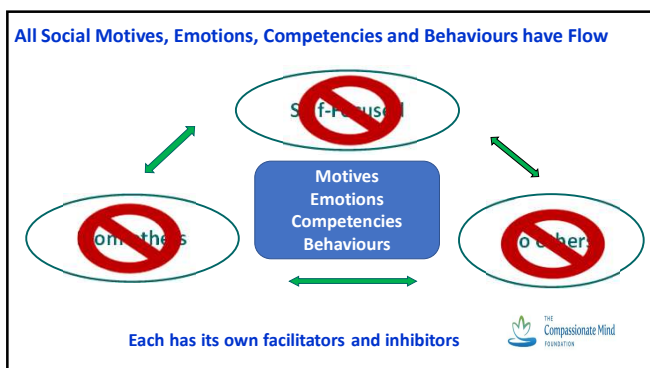 All Social Motives, Emotions, Competencies and Behaviours have Flow
Motives
Emotions
Competencies
Behaviours
Each has its own facilitators and inhibitors
THE
Compassionate Mind
FOUNDATION